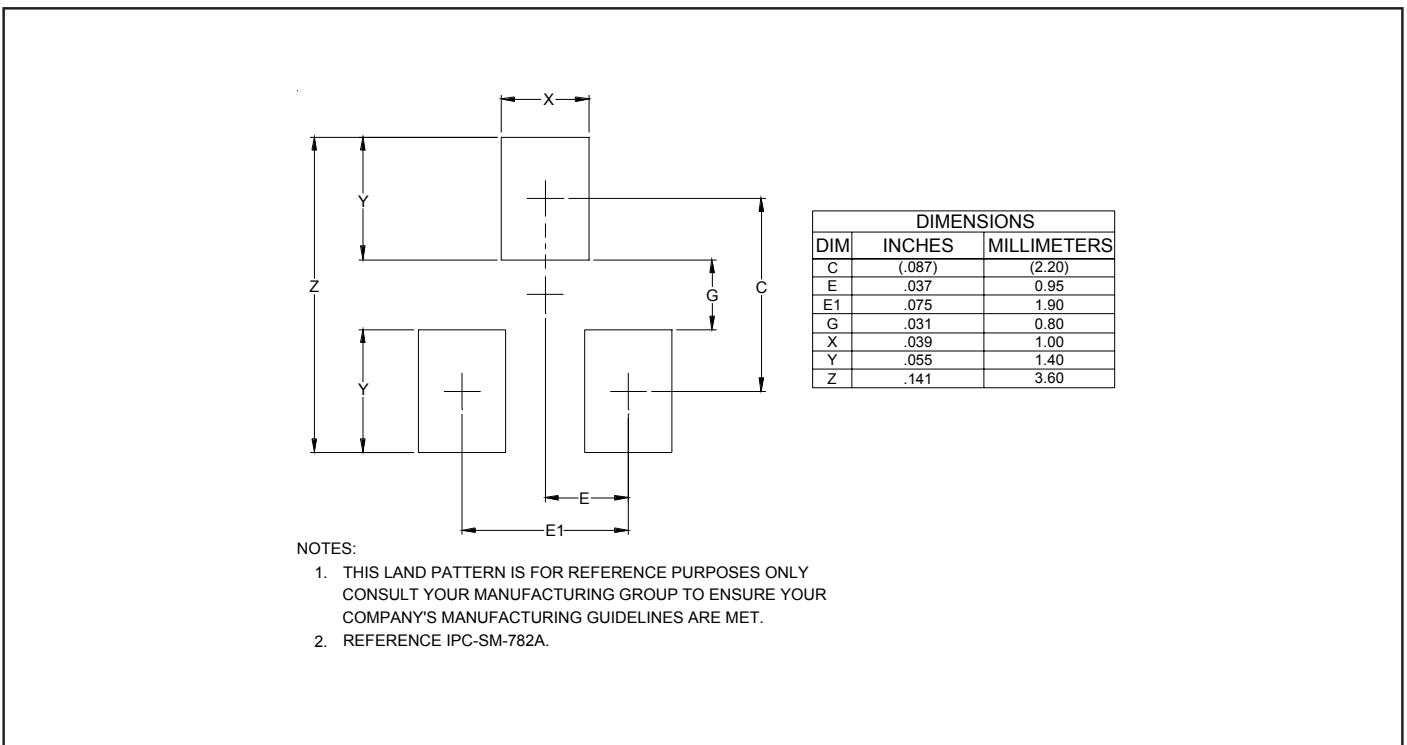 X
Y
Z
G
C
Y
E
E1
DIMENSIONS
DIM INCHES MILLIMETERS
C (.087) (2.20)
E .037 0.95
E1 .075 1.90
G .031 0.80
X .039 1.00
Y .055 1.40
Z .141 3.60
NOTES:
1. THIS LAND PATTERN IS FOR REFERENCE PURPOSES ONLY
CONSULT YOUR MANUFACTURING GROUP TO ENSURE YOUR
COMPANY'S MANUFACTURING GUIDELINES ARE MET.
2. REFERENCE IPC-SM-782A.